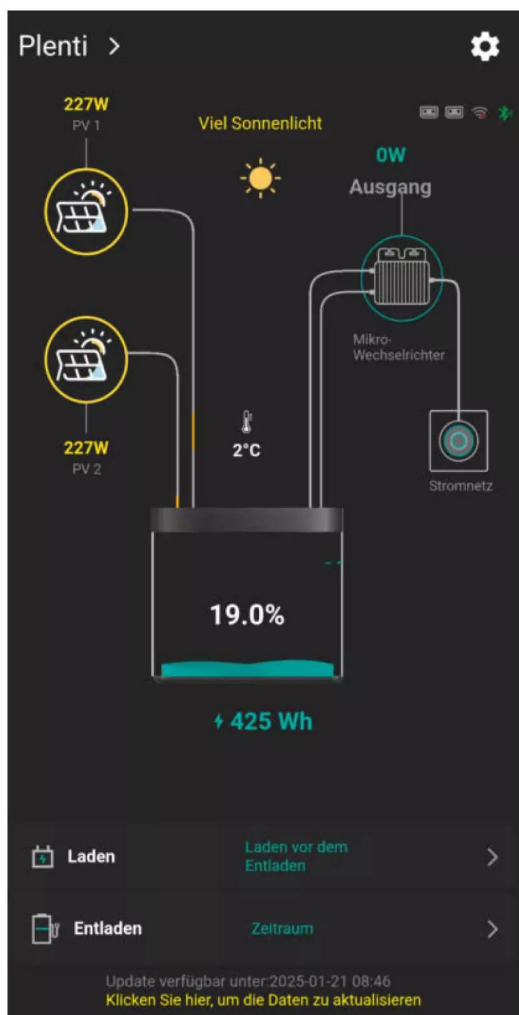 Plenti >
227W
PV 1
Viel Sonnenlicht
0W
Ausgang
Mikro-
Wechselrichter
227W
PV 2
2°C
Stromnetz
19.0%
425 Wh
Laden
Laden vor dem
Entladen
Entladen
Zeitraum
Update verfügbar unter:2025-01-21 08:46
Klicken Sie hier, um die Daten zu aktualisieren